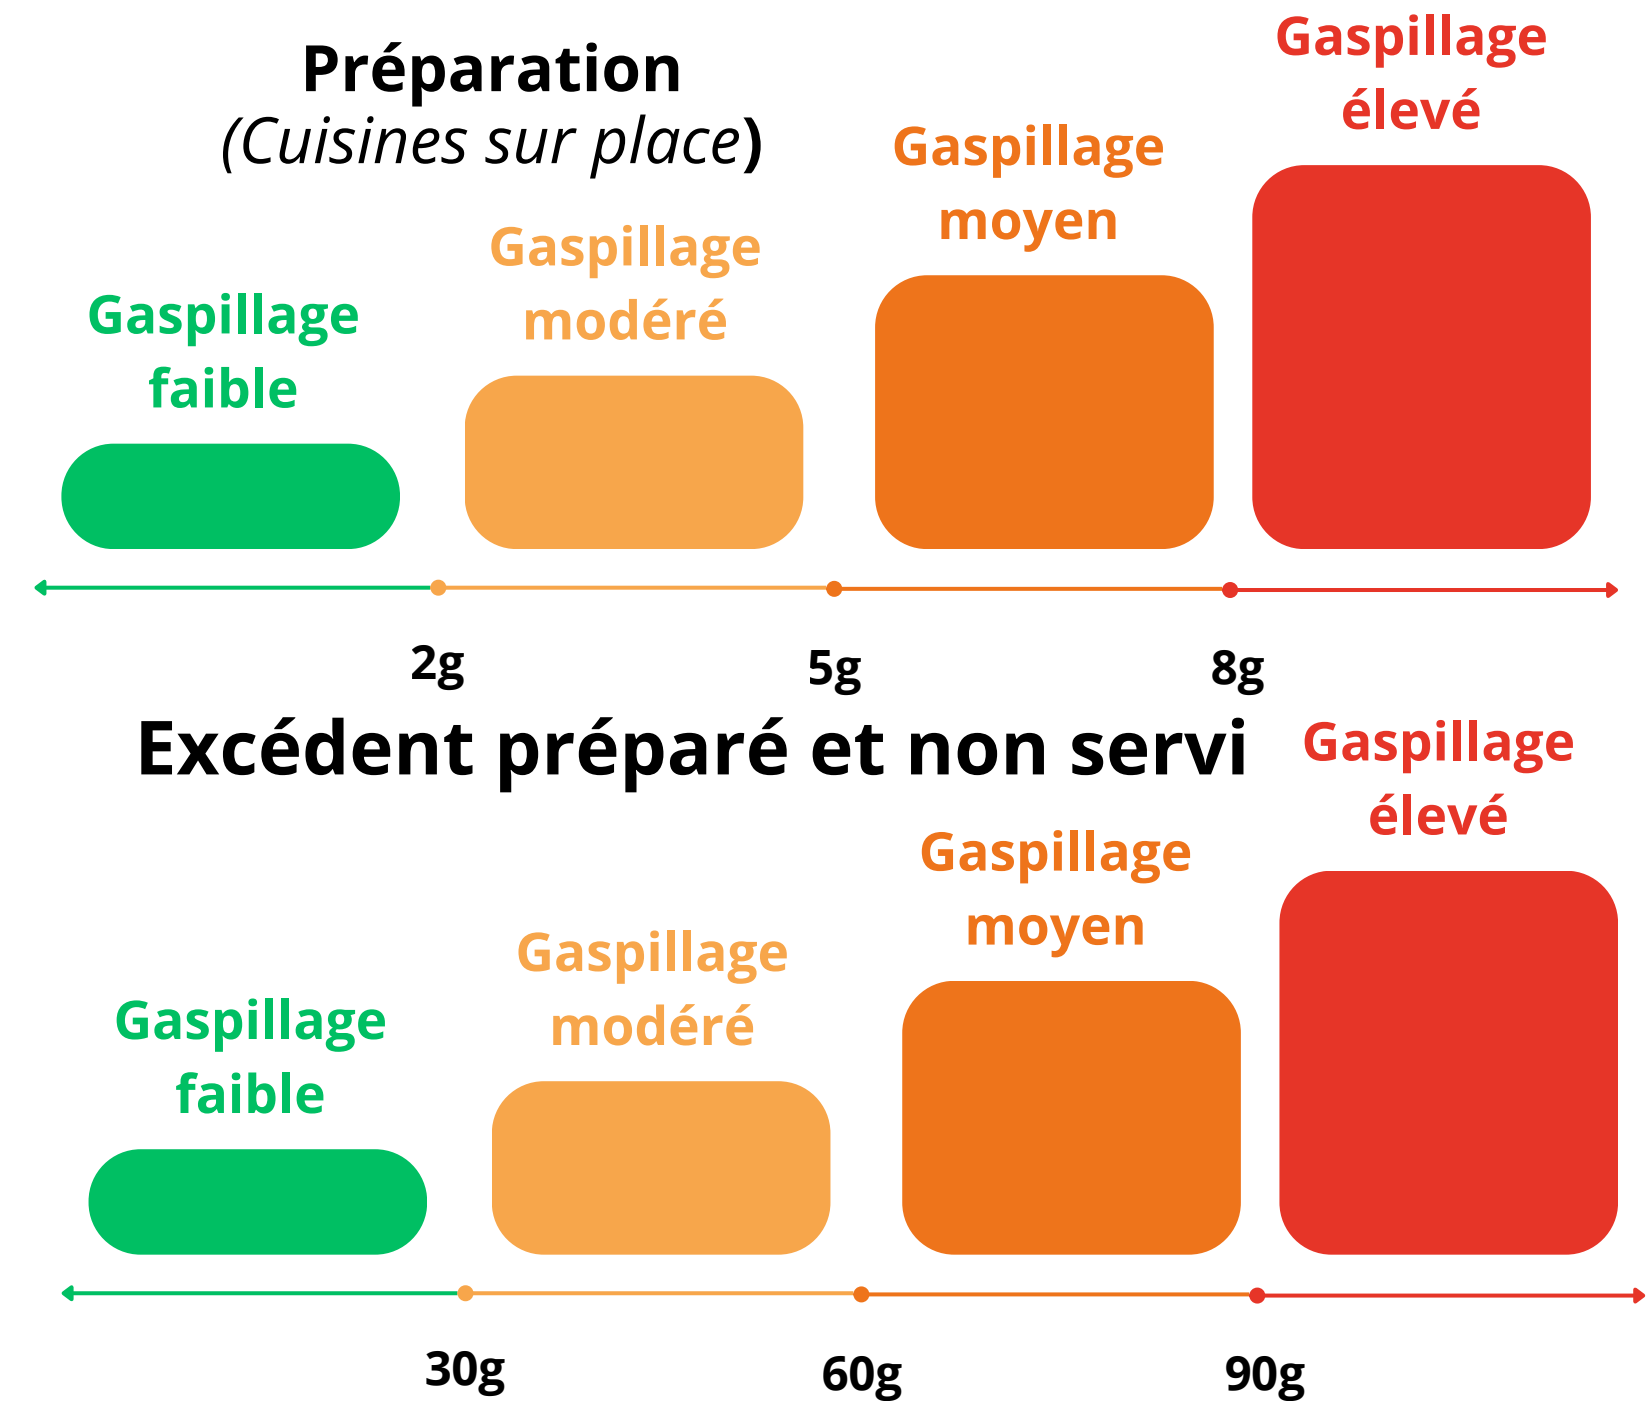 Préparation
(Cuisines sur place)
Gaspillage
faible
Gaspillage
modéré
Gaspillage
moyen
Gaspillage
élevé
2g
5g
8g
Excédent préparé et non servi
Gaspillage
faible
Gaspillage
modéré
Gaspillage
moyen
Gaspillage
élevé
30g
60g
90g